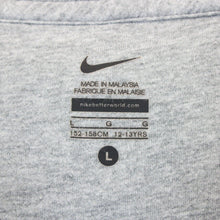 MADE IN MALAYSIA
FABRIQUÉ EN MALAISIE
nikebetterworld.com
L G G
152-158CM 12-13YRS
L